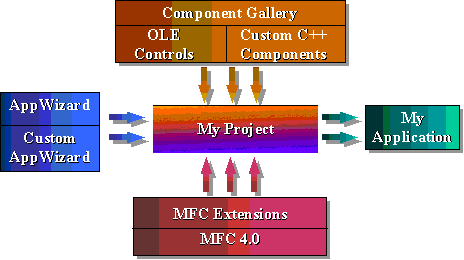 Component Gallery
OLE
Controls
Custom C++
Components
AppWizard
Custom
AppWizard
My Project
My
Application
MFC Extensions
MFC 4.0